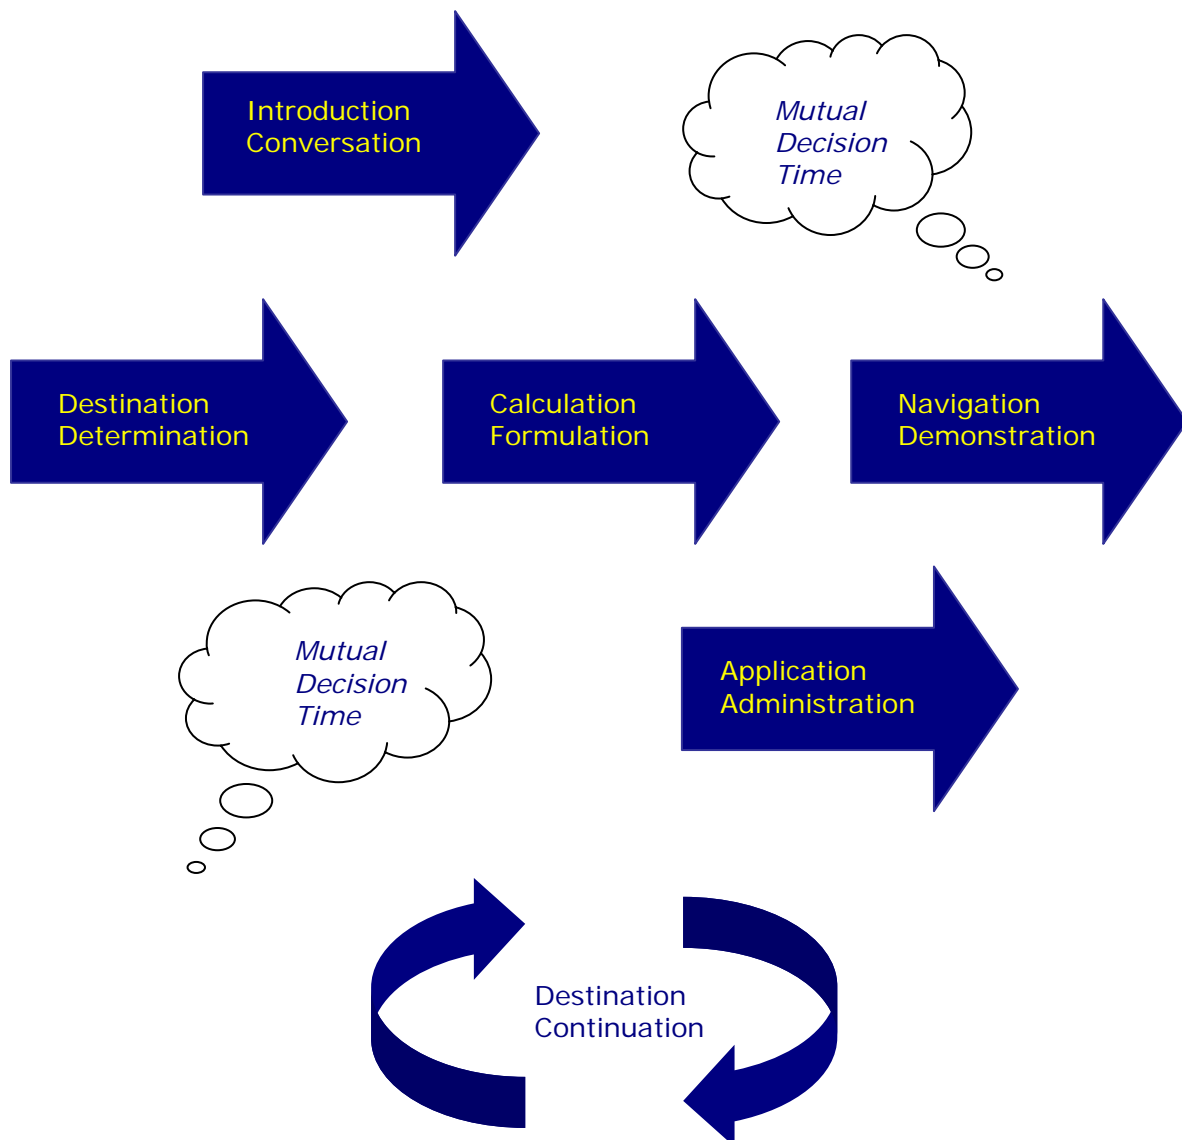 Introduction
Conversation
Mutual
Decision
Time
Destination
Determination
Calculation
Formulation
Navigation
Demonstration
Mutual
Decision
Time
Application
Administration
Destination
Continuation